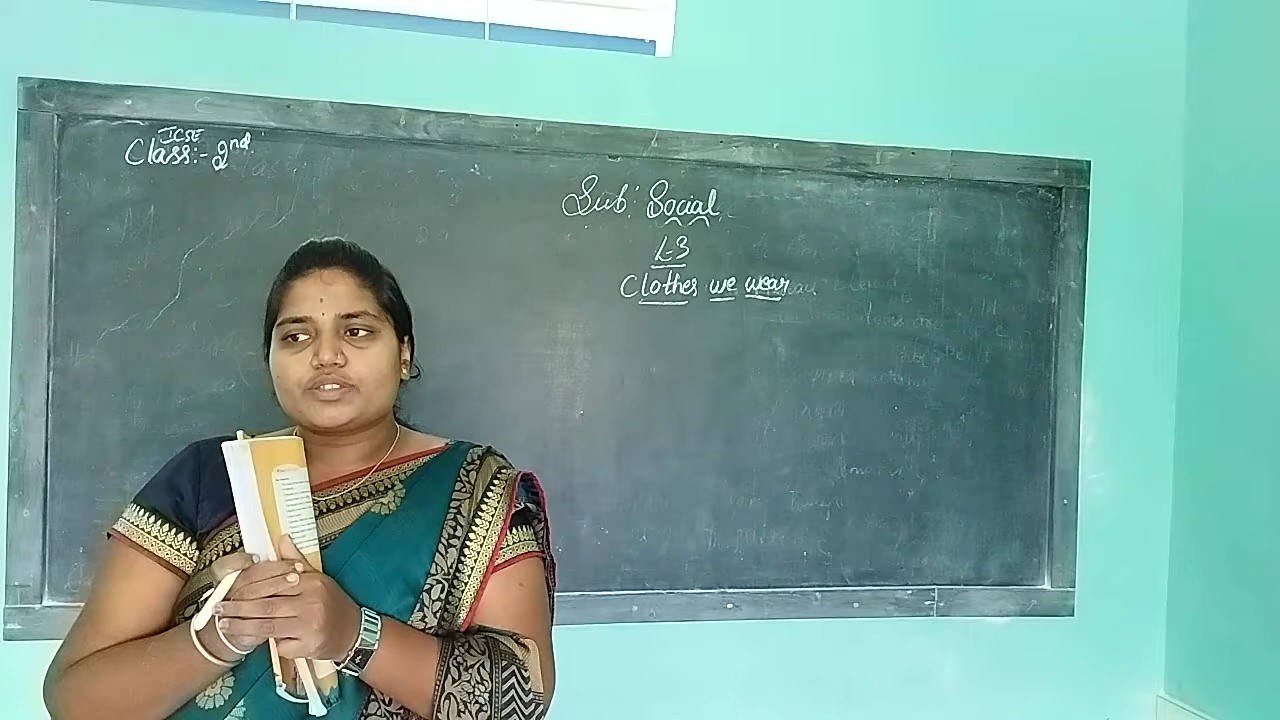 ICSE
Class:- 2nd
Sub: Social
L-3
Clothes we wear